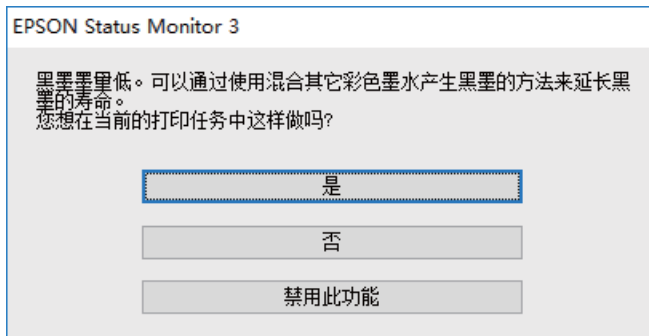 EPSON Status Monitor 3
黑墨墨量低。可以通过使用混合其它彩色墨水产生黑墨的方法来延长黑
墨的寿命。
您想在当前的打印任务中这样做吗?
是
否
禁用此功能